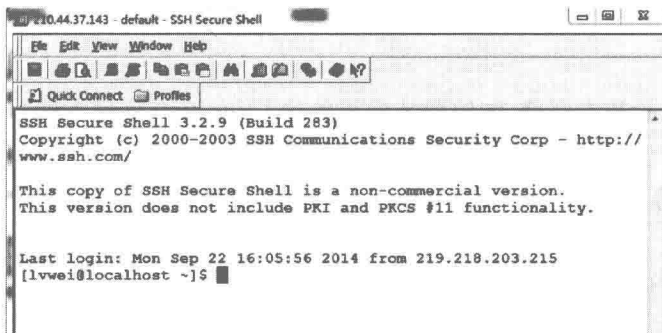 210.44.37.143 - default - SSH Secure Shell
File Edit View Window Help
Quick Connect Profiles
SSH Secure Shell 3.2.9 (Build 283)
Copyright (c) 2000-2003 SSH Communications Security Corp - http://
www.ssh.com/
This copy of SSH Secure Shell is a non-commercial version.
This version does not include PKI and PKCS #11 functionality.
Last login: Mon Sep 22 16:05:56 2014 from 219.218.203.215
[lvwei@localhost ~]$